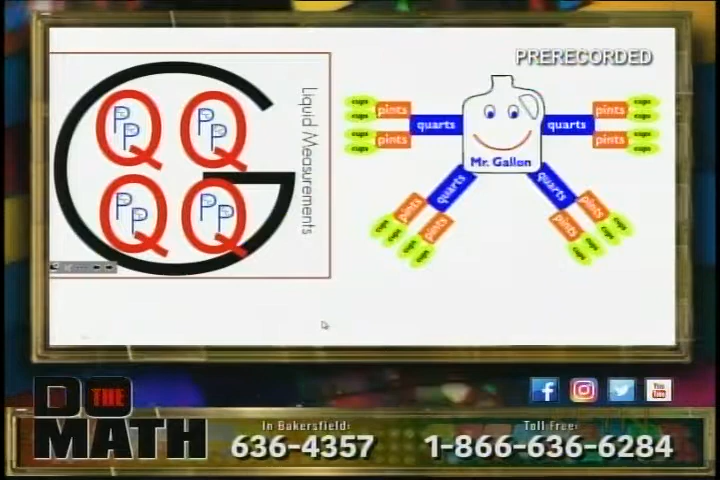 PRERECORDED
Liquid Measurements
Q Q
P P P P
Q Q
P P P P
G
cups pints quarts
cups
cups pints
cups
quarts pints cups
cups
pints cups
cups
Mr. Gallon
quarts
pints
pints
cups
cups
cups
cups
quarts
pints
pints
cups
cups
cups
cups
DO THE MATH
In Bakersfield:
636-4357
Toll Free:
1-866-636-6284
f
You Tube